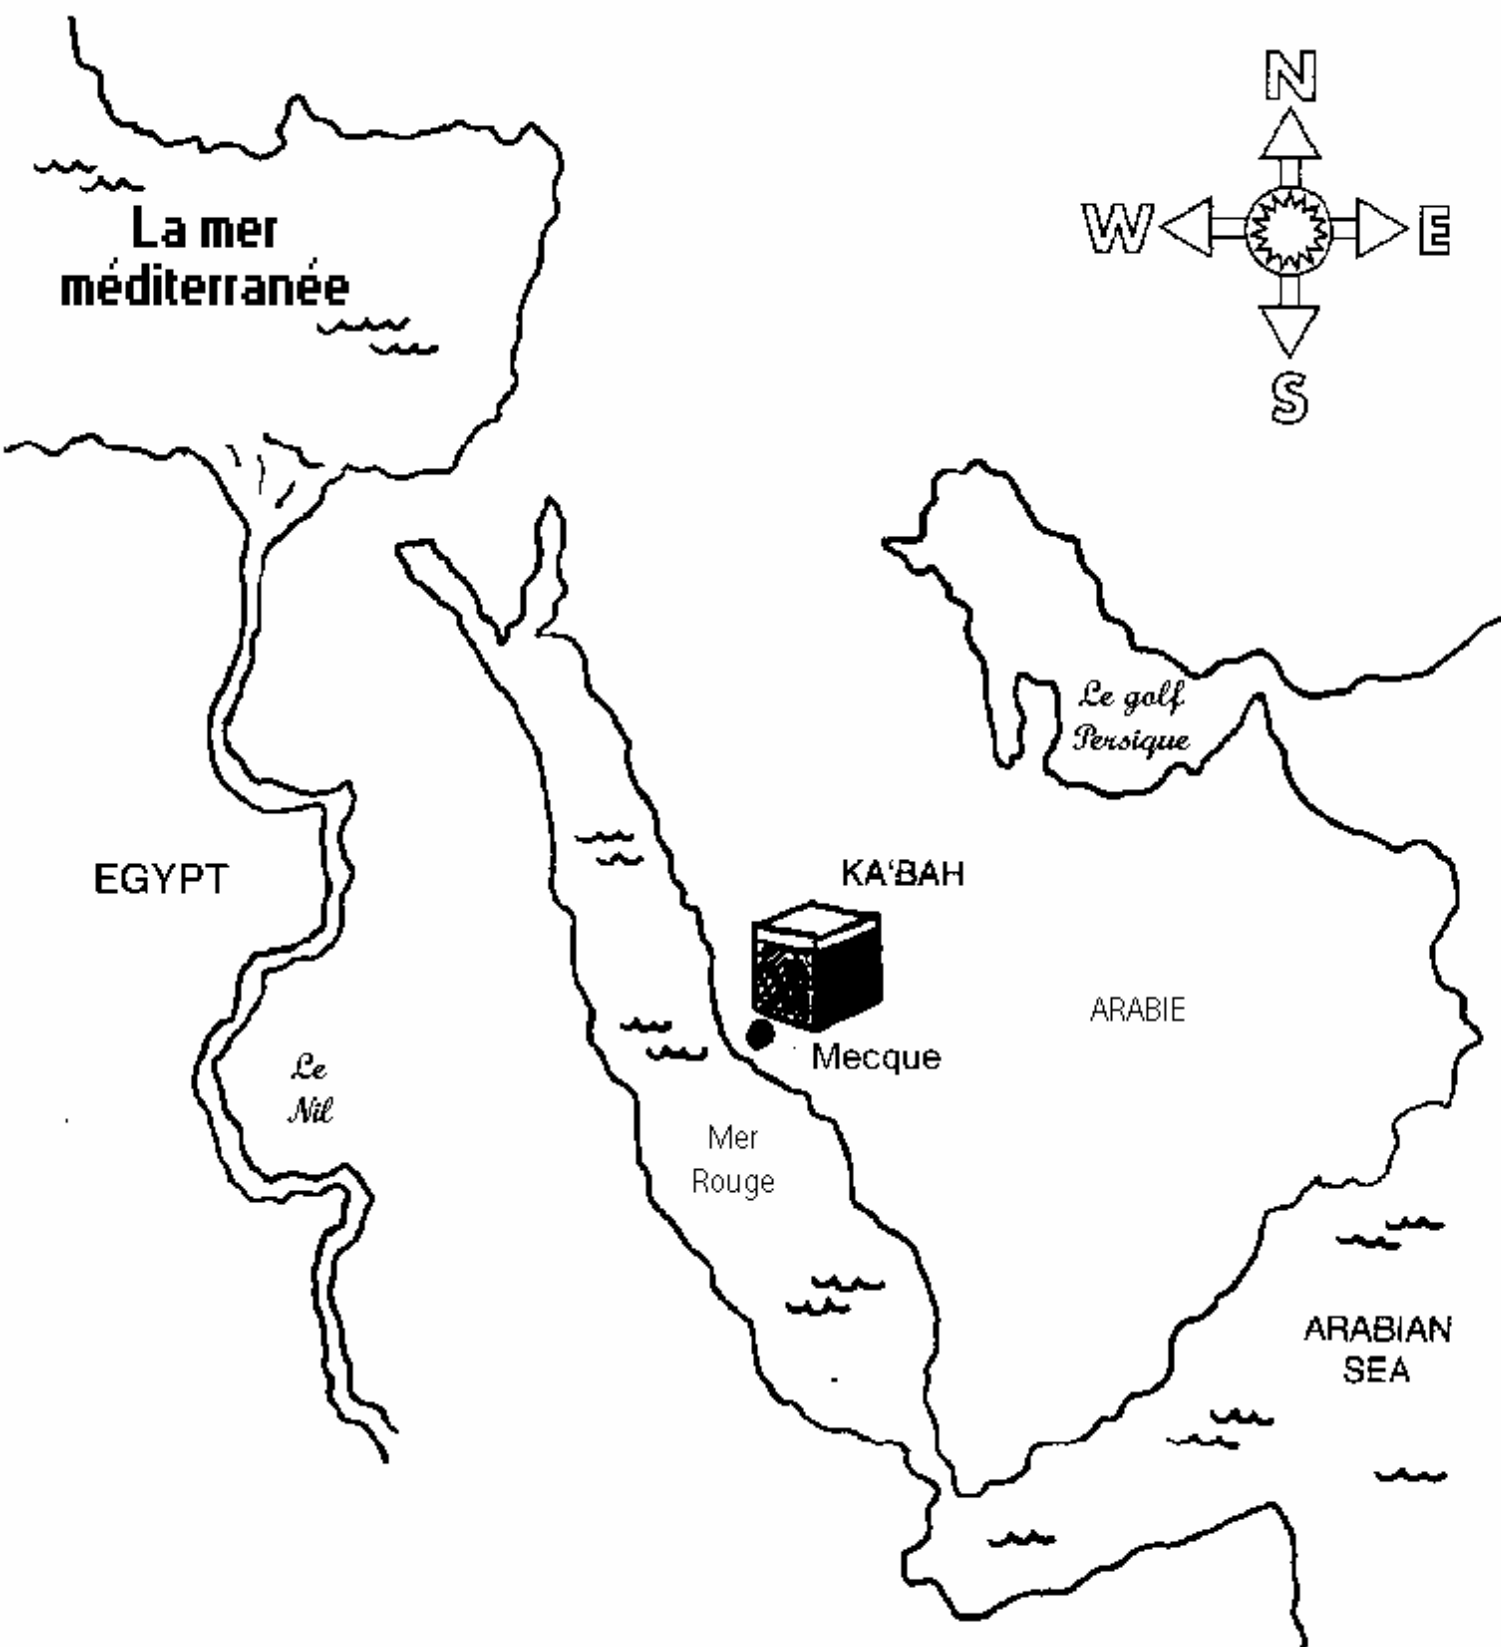 N
La mer
méditerranée
W
E
S
Le golf
Persique
EGYPT
KA'BAH
ARABIE
Le
Nil
Mecque
Mer
Rouge
ARABIAN
SEA